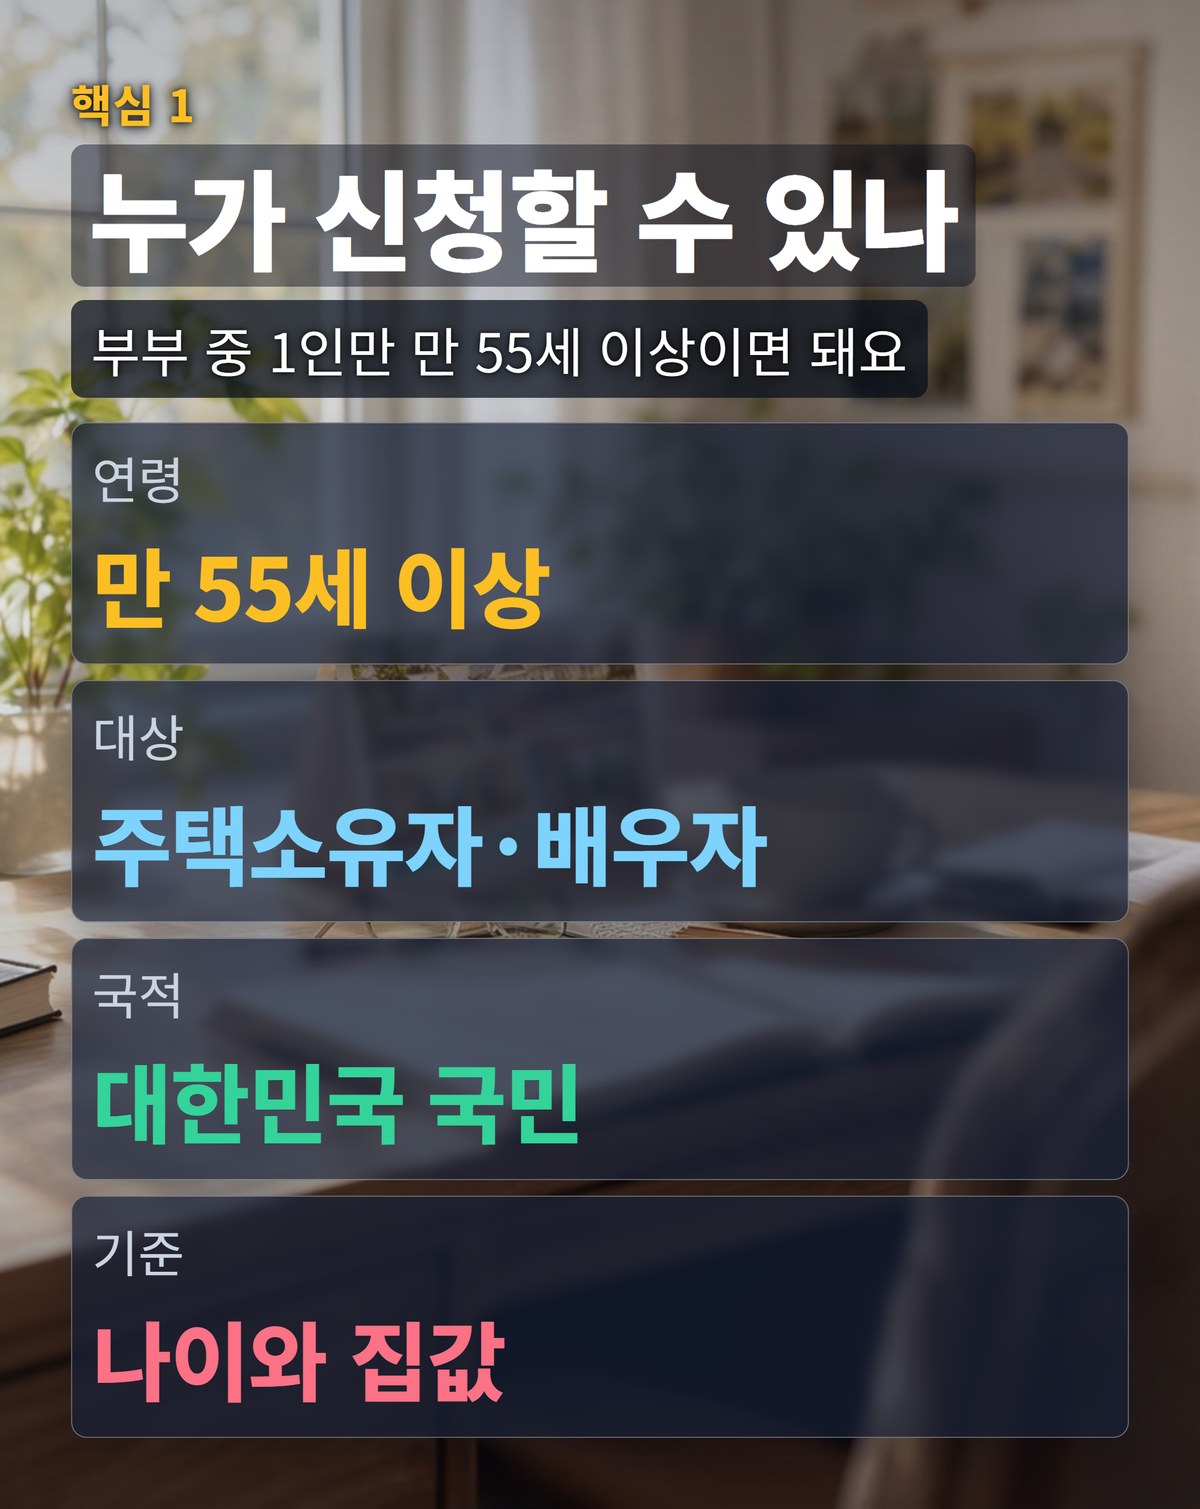 핵심 1
누가 신청할 수 있나
부부 중 1인만 만 55세 이상이면 돼요
연령
만 55세 이상
대상
주택소유자·배우자
국적
대한민국 국민
기준
나이와 집값